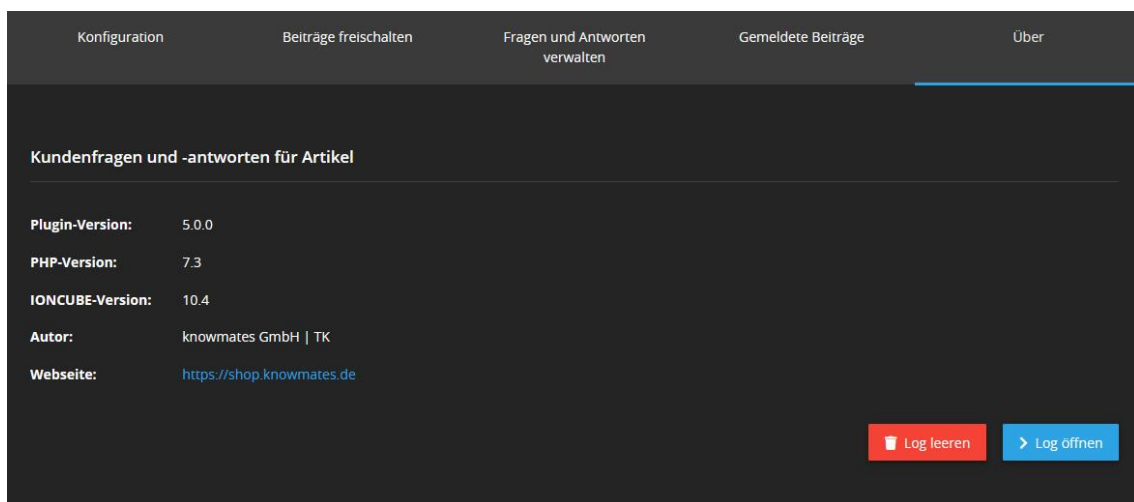 Konfiguration
Beiträge freischalten
Fragen und Antworten
verwalten
Gemeldete Beiträge
Über
Kundenfragen und -antworten für Artikel
Plugin-Version: 5.0.0
PHP-Version: 7.3
IONCUBE-Version: 10.4
Autor: knowmates GmbH | TK
Webseite: https://shop.knowmates.de
Log leeren
Log öffnen